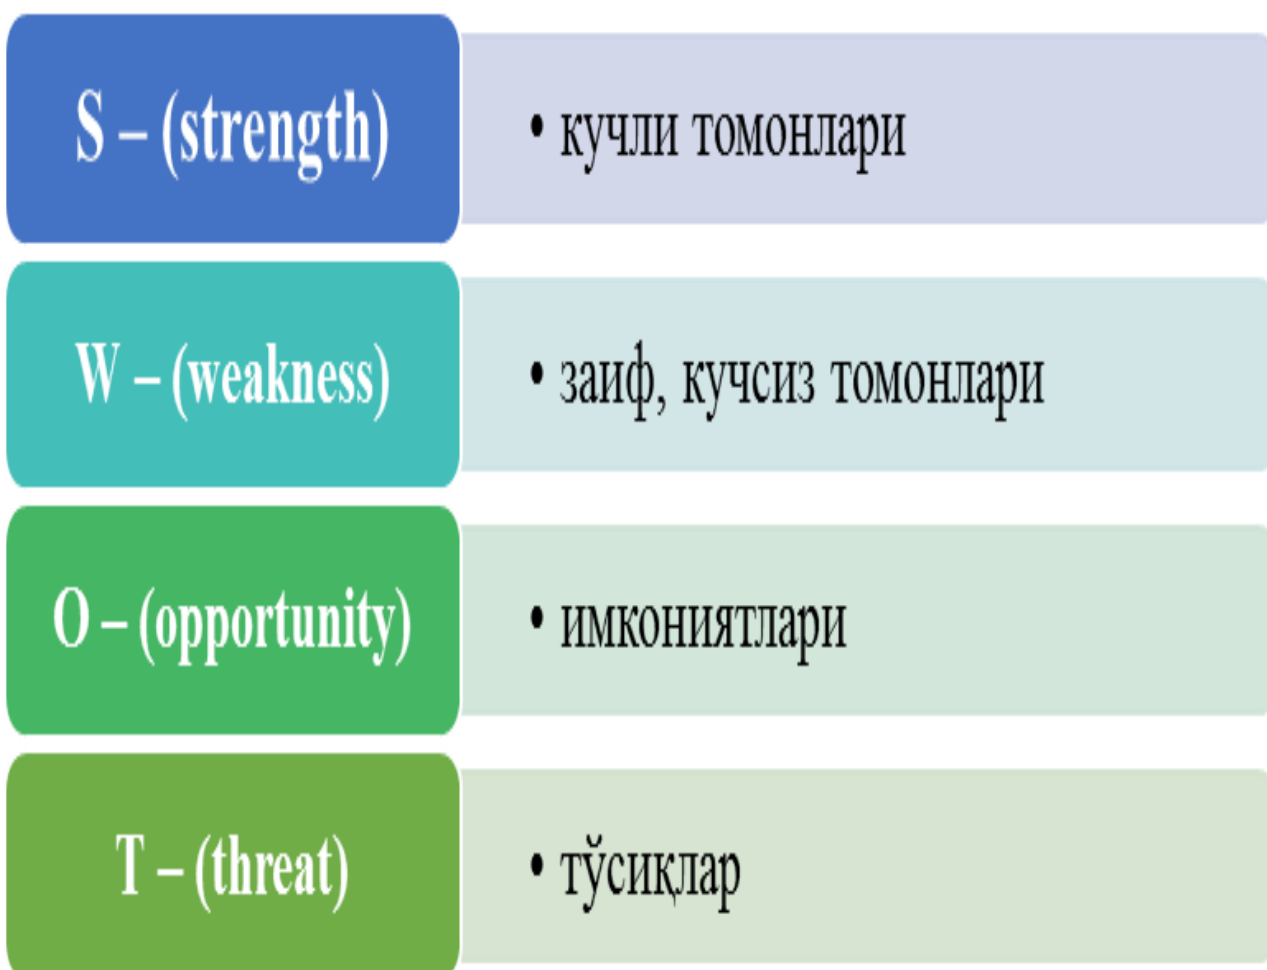 S – (strength)
• кучли томонлари
W – (weakness)
• заиф, кучсиз томонлари
O – (opportunity)
• имкониятлари
T – (threat)
• тўсиқлар